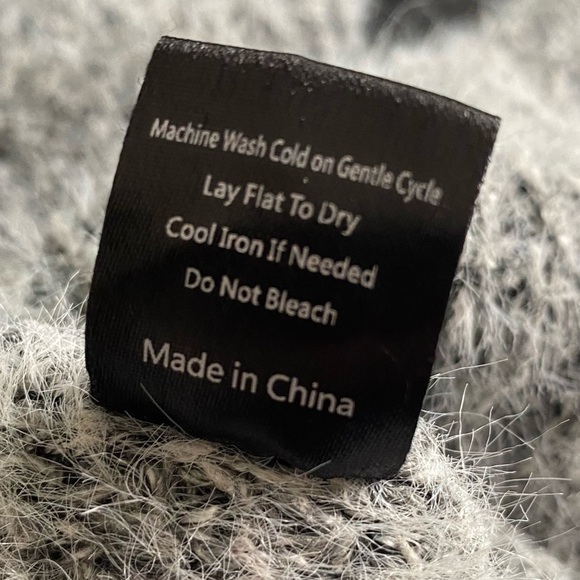 Machine Wash Cold on Gentle Cycle
Lay Flat To Dry
Cool Iron If Needed
Do Not Bleach
Made in China